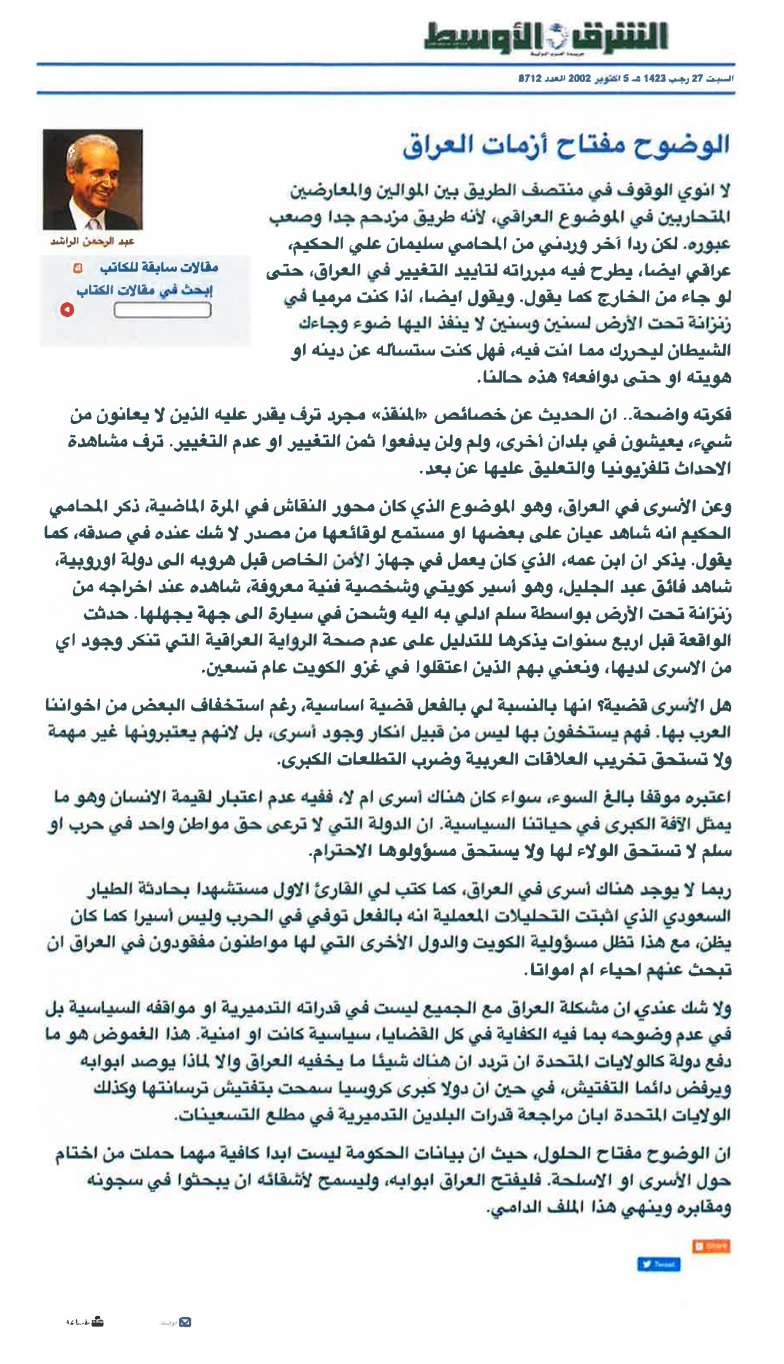 الشرق الأوسط
جريدة العرب الدولية
السبت 27 رجب 1423 هـ 5 اكتوبر 2002 العدد 8712
الوضوح مفتاح أزمات العراق
عبد الرحمن الراشد
مقالات سابقة للكاتب
إبحث في مقالات الكتاب
لا انوي الوقوف في منتصف الطريق بين الموالين والمعارضين
المتحاربين في الموضوع العراقي، لأنه طريق مزدحم جدا وصعب
عبوره. لكن ردا آخر وردني من المحامي سليمان علي الحكيم،
عراقي ايضا، يطرح فيه مبرراته لتأييد التغيير في العراق، حتى
لو جاء من الخارج كما يقول. ويقول ايضا، اذا كنت مرميا في
زنزانة تحت الأرض لسنين وسنين لا ينفذ اليها ضوء وجاءك
الشيطان ليحررك مما انت فيه، فهل كنت ستسأله عن دينه او
هويته او حتى دوافعه؟ هذه حالنا.
فكرته واضحة.. ان الحديث عن خصائص «المنقذ» مجرد ترف يقدر عليه الذين لا يعانون من
شيء، يعيشون في بلدان أخرى، ولم ولن يدفعوا ثمن التغيير او عدم التغيير. ترف مشاهدة
الاحداث تلفزيونيا والتعليق عليها عن بعد.
وعن الأسرى في العراق، وهو الموضوع الذي كان محور النقاش في المرة الماضية، ذكر المحامي
الحكيم انه شاهد عيان على بعضها او مستمع لوقائعها من مصدر لا شك عنده في صدقه، كما
يقول. يذكر ان ابن عمه، الذي كان يعمل في جهاز الأمن الخاص قبل هروبه الى دولة اوروبية،
شاهد فائق عبد الجليل، وهو أسير كويتي وشخصية فنية معروفة، شاهده عند اخراجه من
زنزانة تحت الأرض بواسطة سلم ادلي به اليه وشحن في سيارة الى جهة يجهلها. حدثت
الواقعة قبل اربع سنوات يذكرها للتدليل على عدم صحة الرواية العراقية التي تنكر وجود اي
من الاسرى لديها، ونعني بهم الذين اعتقلوا في غزو الكويت عام تسعين.
هل الأسرى قضية؟ انها بالنسبة لي بالفعل قضية اساسية، رغم استخفاف البعض من اخواننا
العرب بها. فهم يستخفون بها ليس من قبيل انكار وجود أسرى، بل لانهم يعتبرونها غير مهمة
ولا تستحق تخريب العلاقات العربية وضرب التطلعات الكبرى.
اعتبره موقفا بالغ السوء، سواء كان هناك أسرى ام لا، ففيه عدم اعتبار لقيمة الانسان وهو ما
يمثل الآفة الكبرى في حياتنا السياسية. ان الدولة التي لا ترعى حق مواطن واحد في حرب او
سلم لا تستحق الولاء لها ولا يستحق مسؤولوها الاحترام.
ربما لا يوجد هناك أسرى في العراق، كما كتب لي القارئ الاول مستشهدا بحادثة الطيار
السعودي الذي اثبتت التحليلات المعملية انه بالفعل توفي في الحرب وليس أسيرا كما كان
يظن، مع هذا تظل مسؤولية الكويت والدول الأخرى التي لها مواطنون مفقودون في العراق ان
تبحث عنهم احياء ام امواتا.
ولا شك عندي ان مشكلة العراق مع الجميع ليست في قدراته التدميرية او مواقفه السياسية بل
في عدم وضوحه بما فيه الكفاية في كل القضايا، سياسية كانت او امنية. هذا الغموض هو ما
دفع دولة كالولايات المتحدة ان تردد ان هناك شيئا ما يخفيه العراق والا لماذا يوصد ابوابه
ويرفض دائما التفتيش، في حين ان دولا كبرى كروسيا سمحت بتفتيش ترسانتها وكذلك
الولايات المتحدة ابان مراجعة قدرات البلدين التدميرية في مطلع التسعينات.
ان الوضوح مفتاح الحلول، حيث ان بيانات الحكومة ليست ابدا كافية مهما حملت من اختام
حول الأسرى او الاسلحة. فليفتح العراق ابوابه، وليسمح لأشقائه ان يبحثوا في سجونه
ومقابره وينهي هذا الملف الدامي.
Share
Tweet